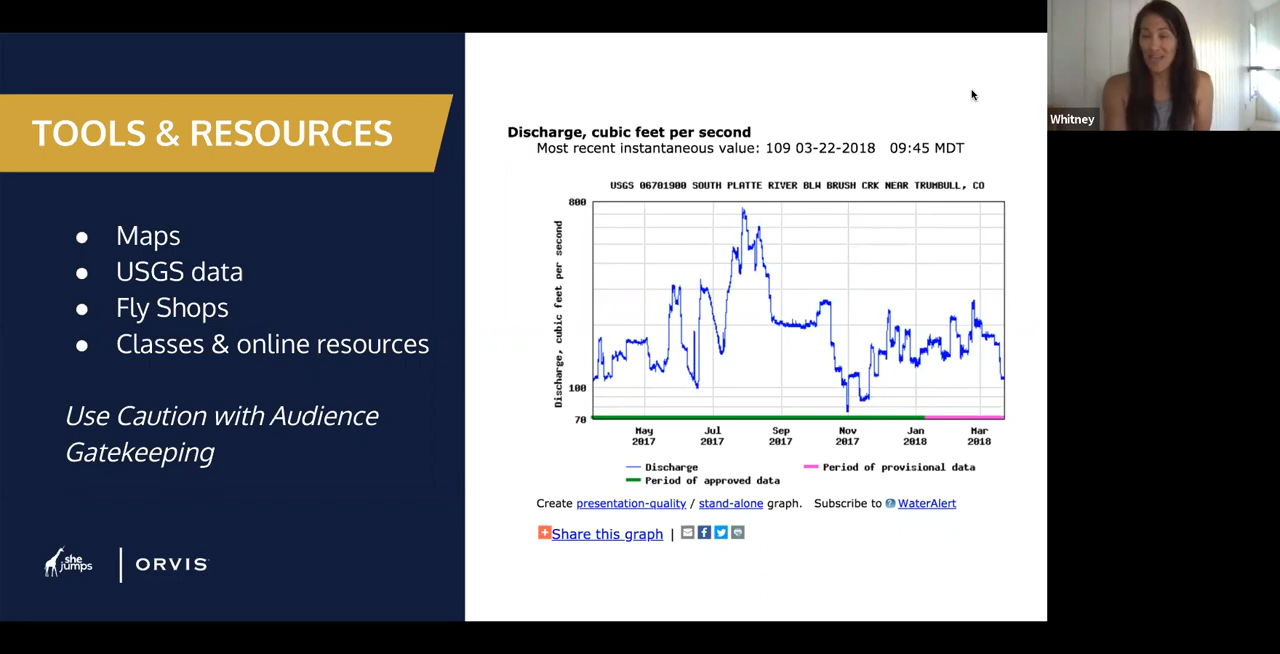 TOOLS & RESOURCES
● Maps
● USGS data
● Fly Shops
● Classes & online resources
Use Caution with Audience
Gatekeeping
she
jumps
ORVIS
Discharge, cubic feet per second
Most recent instantaneous value: 109 03-22-2018 09:45 MDT
USGS 06701900 SOUTH PLATTE RIVER BLW BRUSH CRK NEAR TRUMBULL, CO
Discharge, cubic feet per second
800
100
70
May Jul Sep Nov Jan Mar
2017 2017 2017 2017 2018 2018
Discharge Period of provisional data
Period of approved data
Create presentation-quality / stand-alone graph. Subscribe to WaterAlert
Share this graph |
Whitney